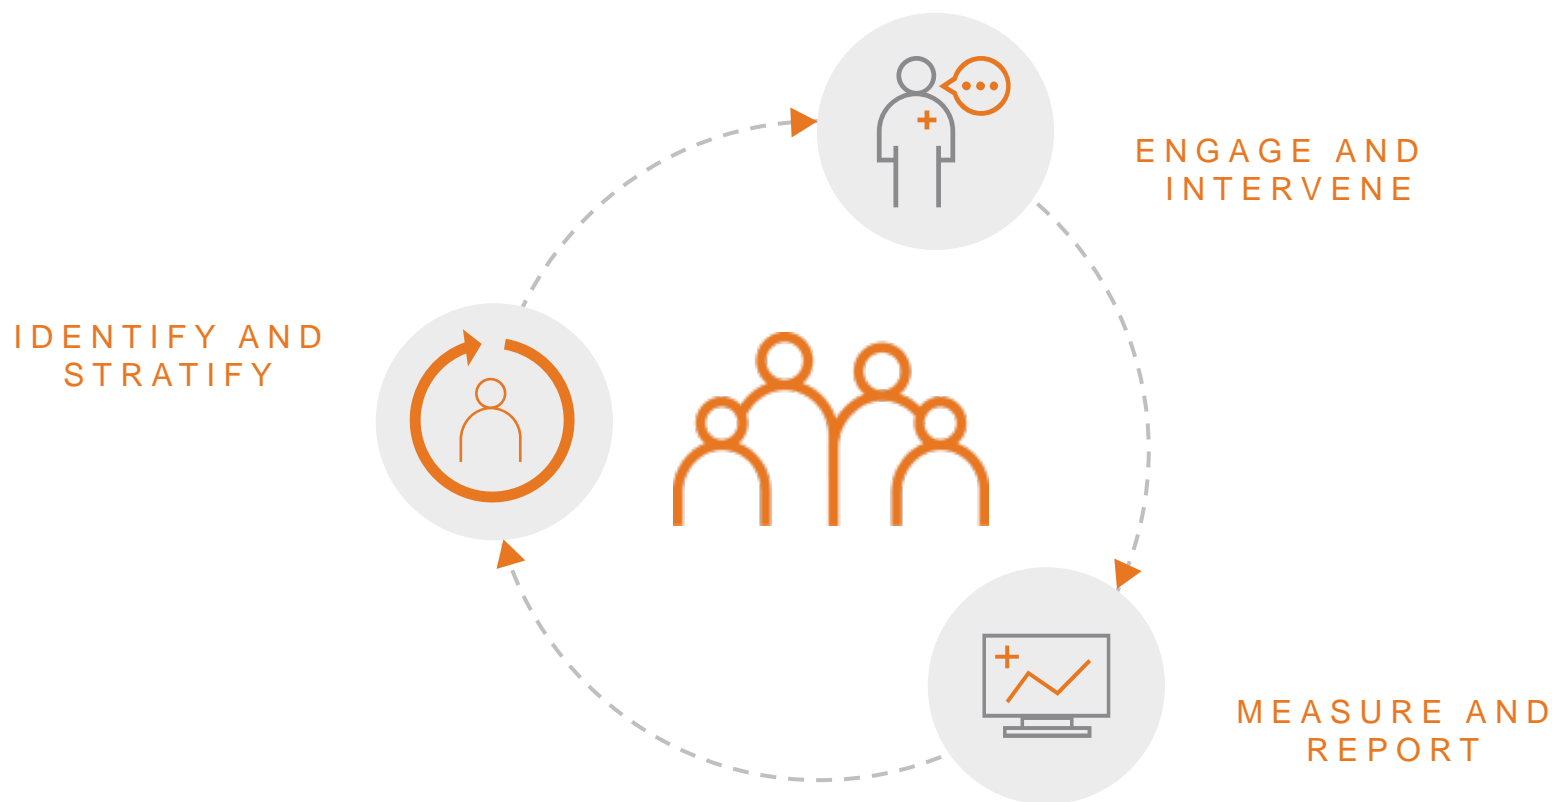 ENGAGE AND
INTERVENE
IDENTIFY AND
STRATIFY
MEASURE AND
REPORT